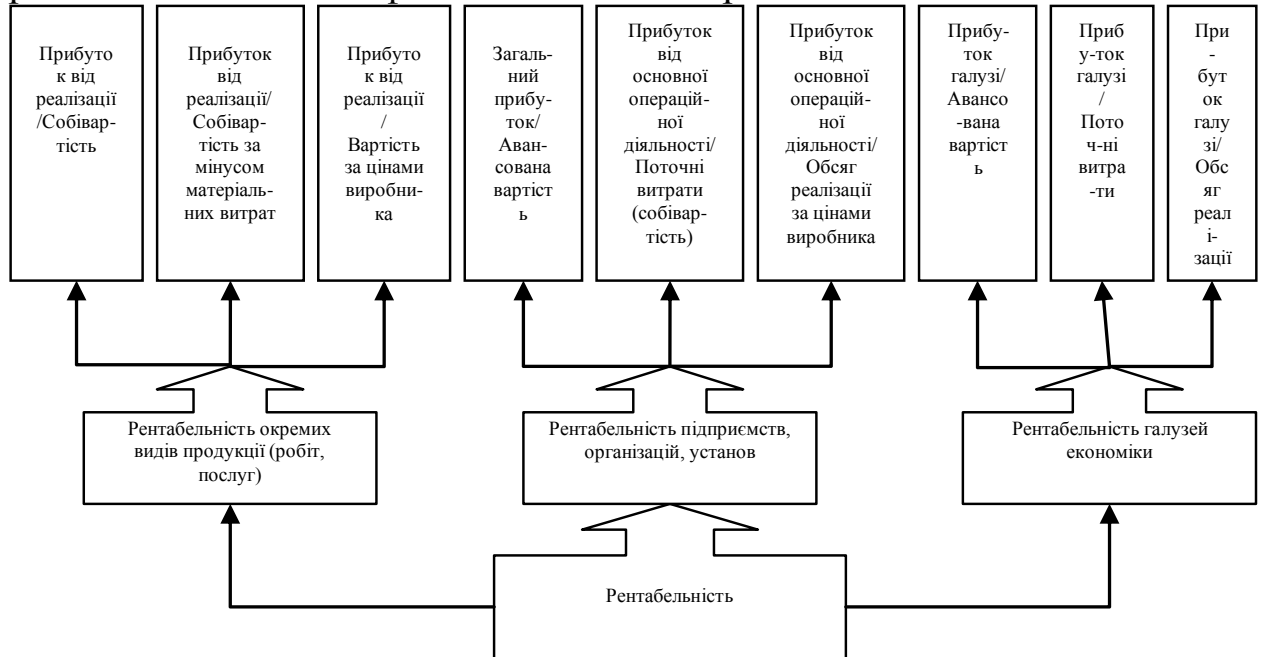 Прибуто
к від
реалізації
/Собівар-
тість
Прибуток
від
реалізації/
Собівар-
тість за
мінусом
матеріаль-
них витрат
Прибуто
к від
реалізації
/
Вартість
за цінами
виробни-
ка
Загаль-
ний
прибу-
ток/
Аван-
сована
вартіст
ь
Прибуток
від
основної
операцій-
ної
діяльності/
Поточні
витрати
(собівар-
тість)
Прибуток
від
основної
операцій-
ної
діяльності/
Обсяг
реалізації
за цінами
виробника
Прибу-
ток
галузі/
Авансо
-вана
вартіст
ь
Приб
у-ток
галузі
/
Пото
ч-ні
витра
-ти
При
-
бут
ок
галу
зі/
Обс
яг
реал
і-
зації
Рентабельність окремих
видів продукції (робіт,
послуг)
Рентабельність підприємств,
організацій, установ
Рентабельність галузей
економіки
Рентабельність